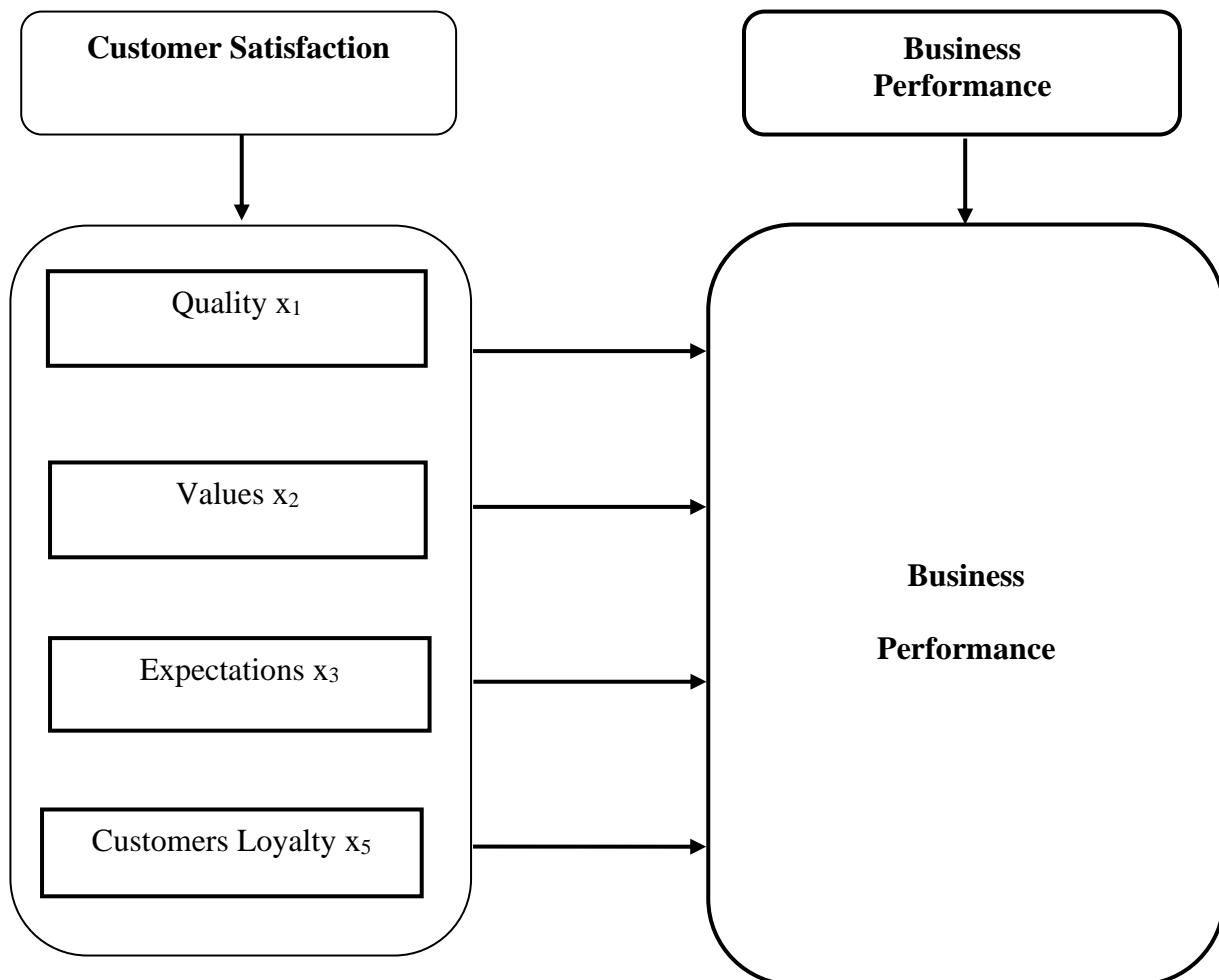 Customer Satisfaction
Business
Performance
Quality x₁
Values x₂
Expectations x₃
Customers Loyalty x₅
Business
Performance